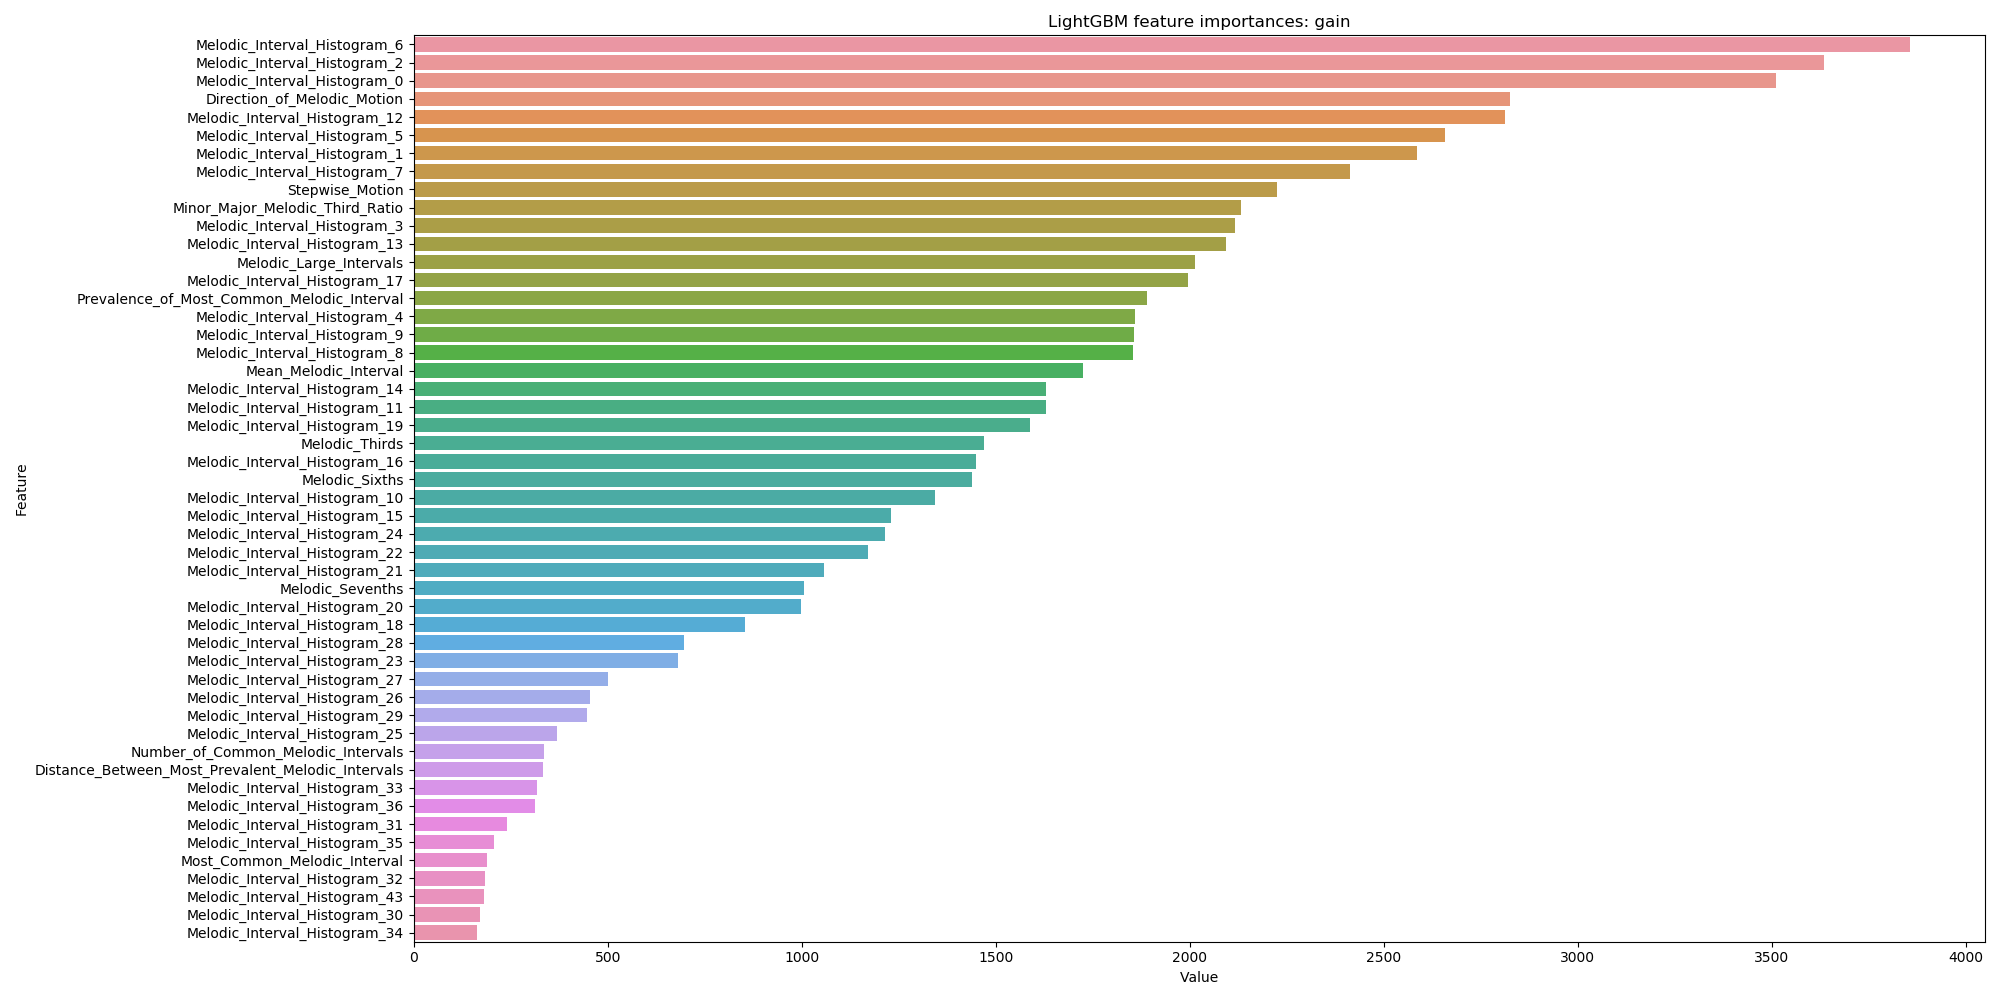 LightGBM feature importances: gain
Feature
Melodic_Interval_Histogram_6
Melodic_Interval_Histogram_2
Melodic_Interval_Histogram_0
Direction_of_Melodic_Motion
Melodic_Interval_Histogram_12
Melodic_Interval_Histogram_5
Melodic_Interval_Histogram_1
Melodic_Interval_Histogram_7
Stepwise_Motion
Minor_Major_Melodic_Third_Ratio
Melodic_Interval_Histogram_3
Melodic_Interval_Histogram_13
Melodic_Large_Intervals
Melodic_Interval_Histogram_17
Prevalence_of_Most_Common_Melodic_Interval
Melodic_Interval_Histogram_4
Melodic_Interval_Histogram_9
Melodic_Interval_Histogram_8
Mean_Melodic_Interval
Melodic_Interval_Histogram_14
Melodic_Interval_Histogram_11
Melodic_Interval_Histogram_19
Melodic_Thirds
Melodic_Interval_Histogram_16
Melodic_Sixths
Melodic_Interval_Histogram_10
Melodic_Interval_Histogram_15
Melodic_Interval_Histogram_24
Melodic_Interval_Histogram_22
Melodic_Interval_Histogram_21
Melodic_Sevenths
Melodic_Interval_Histogram_20
Melodic_Interval_Histogram_18
Melodic_Interval_Histogram_28
Melodic_Interval_Histogram_23
Melodic_Interval_Histogram_27
Melodic_Interval_Histogram_26
Melodic_Interval_Histogram_29
Melodic_Interval_Histogram_25
Number_of_Common_Melodic_Intervals
Distance_Between_Most_Prevalent_Melodic_Intervals
Melodic_Interval_Histogram_33
Melodic_Interval_Histogram_36
Melodic_Interval_Histogram_31
Melodic_Interval_Histogram_35
Most_Common_Melodic_Interval
Melodic_Interval_Histogram_32
Melodic_Interval_Histogram_43
Melodic_Interval_Histogram_30
Melodic_Interval_Histogram_34
0 500 1000 1500 2000 2500 3000 3500 4000
Value